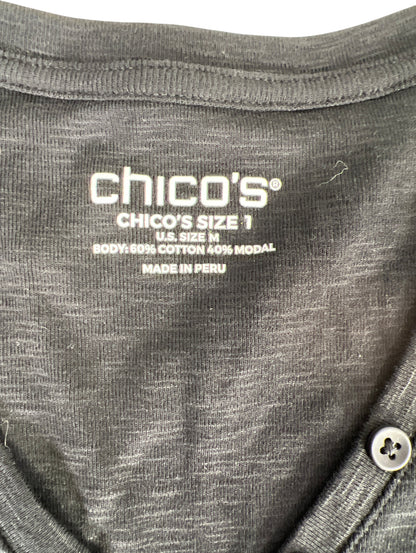 chico's®
CHICO'S SIZE 1
U.S. SIZE M
BODY: 60% COTTON 40% MODAL
MADE IN PERU